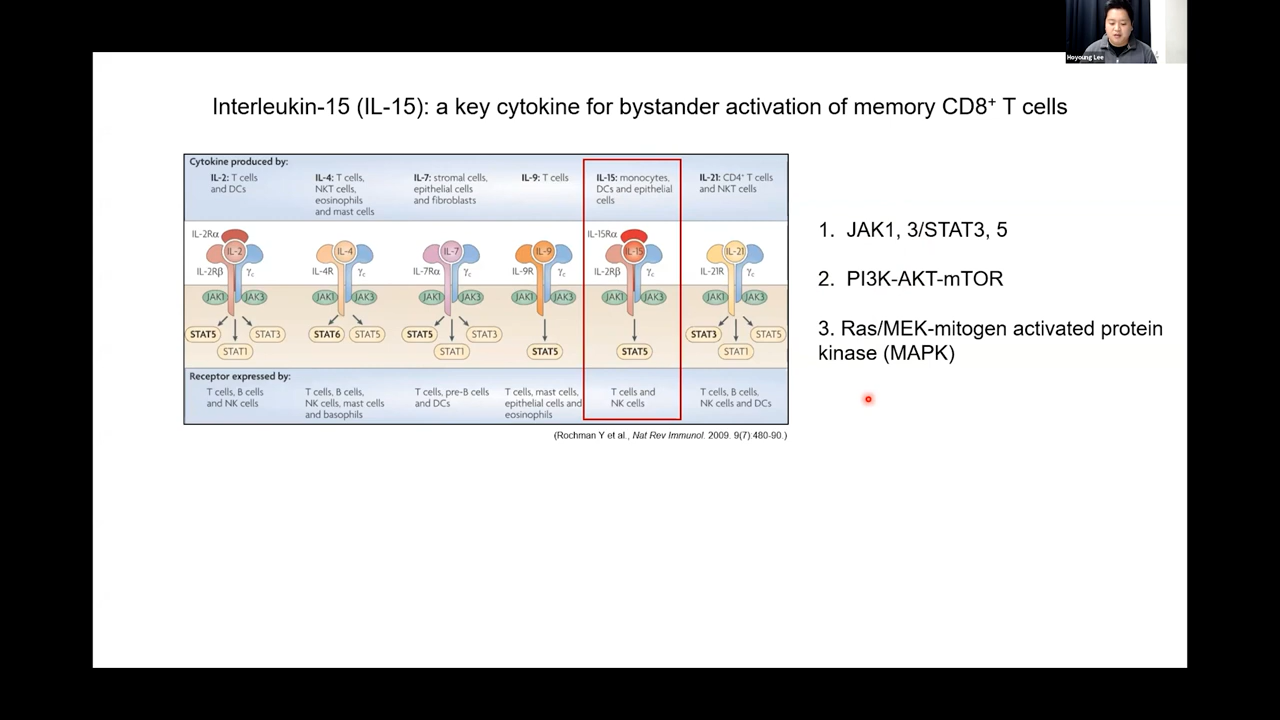 Hoyoung Lee
Interleukin-15 (IL-15): a key cytokine for bystander activation of memory CD8⁺ T cells
Cytokine produced by:
IL-2: T cells
and DCs
IL-4: T cells,
NKT cells,
eosinophils
and mast cells
IL-7: stromal cells,
epithelial cells
and fibroblasts
IL-9: T cells
IL-15: monocytes,
DCs and epithelial
cells
IL-21: CD4⁺ T cells
and NKT cells
IL-2Rα
IL-2
IL-2Rβ
γc
JAK1
JAK3
STAT5
STAT3
STAT1
IL-4
IL-4R
γc
JAK1
JAK3
STAT6
STAT5
IL-7
IL-7Rα
γc
JAK1
JAK3
STAT5
STAT3
STAT1
IL-9
IL-9R
γc
JAK1
JAK3
STAT5
IL-15Rα
IL-15
IL-2Rβ
γc
JAK1
JAK3
STAT5
IL-21
IL-21R
γc
JAK1
JAK3
STAT3
STAT5
STAT1
Receptor expressed by:
T cells, B cells
and NK cells
T cells, B cells,
NK cells, mast cells
and basophils
T cells, pre-B cells
and DCs
T cells, mast cells,
epithelial cells and
eosinophils
T cells and
NK cells
T cells, B cells,
NK cells and DCs
(Rochman Y et al., Nat Rev Immunol. 2009. 9(7):480-90.)
1. JAK1, 3/STAT3, 5
2. PI3K-AKT-mTOR
3. Ras/MEK-mitogen activated protein
kinase (MAPK)